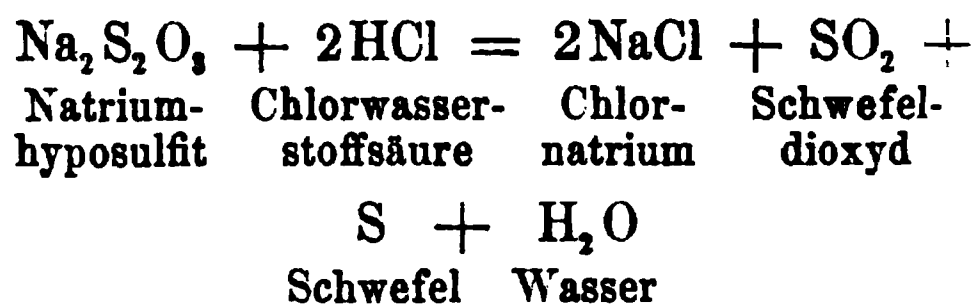 Na₂S₂O₃ + 2HCl = 2NaCl + SO₂ +
Natrium- Chlorwasser- Chlor- Schwefel-
hyposulfit stoffsäure natrium dioxyd
S + H₂O
Schwefel Wasser